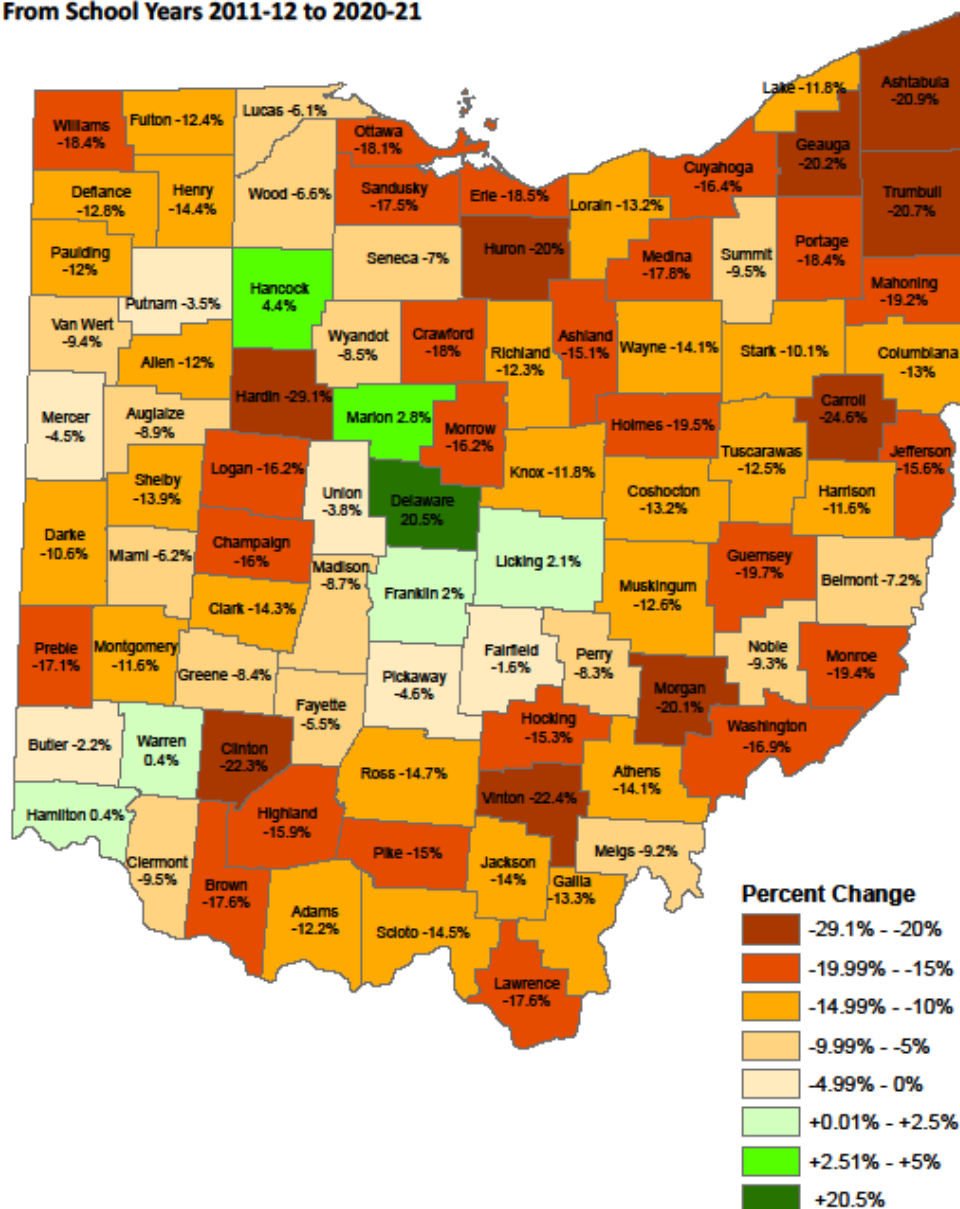 From School Years 2011-12 to 2020-21
Lake -11.8%
Ashtabula
-20.9%
Williams
-18.4%
Fulton -12.4%
Lucas -6.1%
Ottawa
-18.1%
Geauga
-20.2%
Cuyahoga
-16.4%
Trumbull
-20.7%
Defiance
-12.8%
Henry
-14.4%
Wood -6.6%
Sandusky
-17.5%
Erie -18.5%
Lorain -13.2%
Paulding
-12%
Seneca -7%
Huron -20%
Medina
-17.8%
Summit
-9.5%
Portage
-18.4%
Mahoning
-19.2%
Putnam -3.5%
Hancock
4.4%
Van Wert
-9.4%
Allen -12%
Wyandot
-8.5%
Crawford
-18%
Richland
-12.3%
Ashland
-15.1%
Wayne -14.1%
Stark -10.1%
Columbiana
-13%
Mercer
-4.5%
Auglaize
-8.9%
Hardin -29.1%
Marion 2.8%
Morrow
-16.2%
Holmes -19.5%
Carroll
-24.6%
Tuscarawas
-12.5%
Jefferson
-15.6%
Shelby
-13.9%
Logan -16.2%
Union
-3.8%
Delaware
20.5%
Knox -11.8%
Coshocton
-13.2%
Harrison
-11.6%
Darke
-10.6%
Miami -6.2%
Champaign
-16%
Madison
-8.7%
Franklin 2%
Licking 2.1%
Muskingum
-12.6%
Guernsey
-19.7%
Belmont -7.2%
Clark -14.3%
Preble
-17.1%
Montgomery
-11.6%
Greene -8.4%
Fayette
-5.5%
Pickaway
-4.6%
Fairfield
-1.6%
Perry
-8.3%
Morgan
-20.1%
Noble
-9.3%
Monroe
-19.4%
Butler -2.2%
Warren
0.4%
Clinton
-22.3%
Hocking
-15.3%
Washington
-16.9%
Ross -14.7%
Vinton -22.4%
Athens
-14.1%
Hamilton 0.4%
Clermont
-9.5%
Highland
-15.9%
Brown
-17.6%
Pike -15%
Jackson
-14%
Meigs -9.2%
Gallia
-13.3%
Adams
-12.2%
Scioto -14.5%
Lawrence
-17.6%
Percent Change
-29.1% - -20%
-19.99% - -15%
-14.99% - -10%
-9.99% - -5%
-4.99% - 0%
+0.01% - +2.5%
+2.51% - +5%
+20.5%